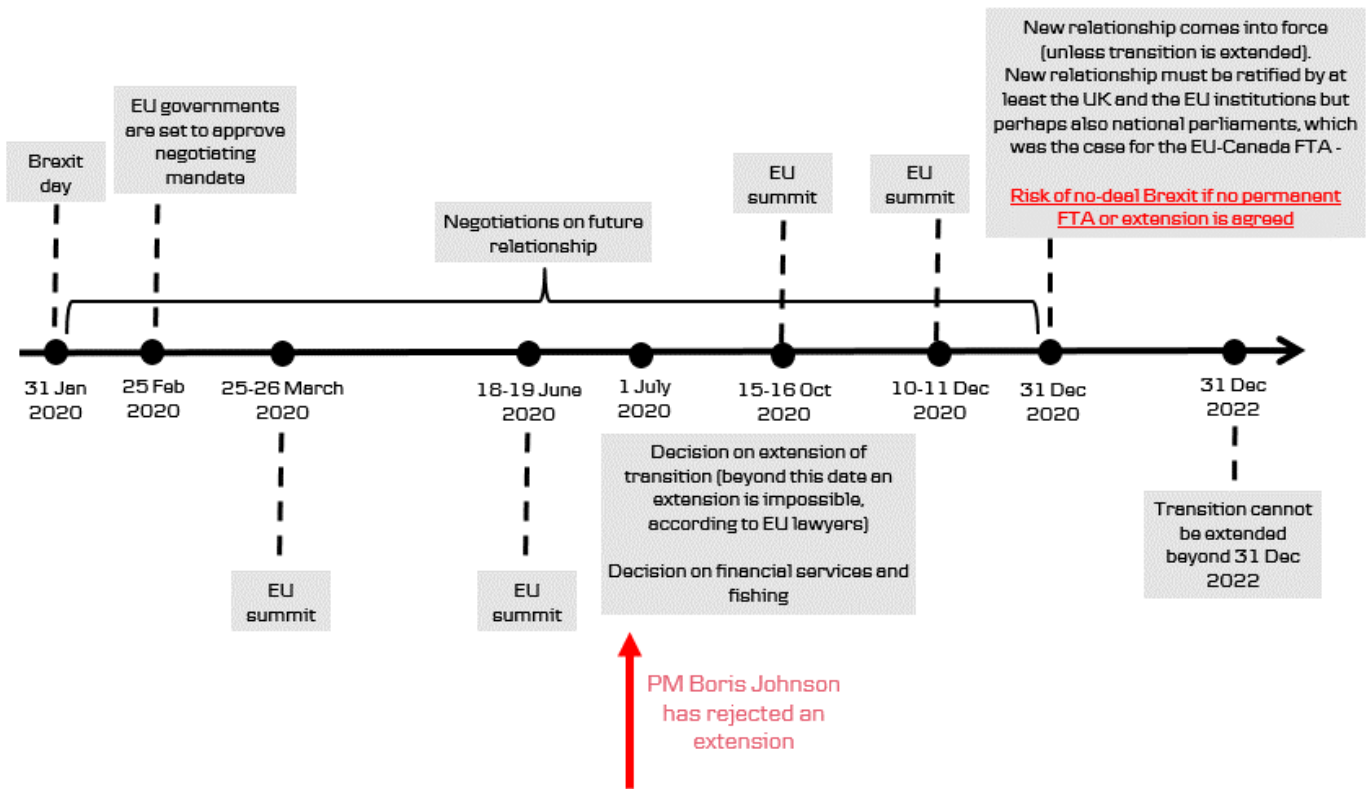 New relationship comes into force
(unless transition is extended).
New relationship must be ratified by at
least the UK and the EU institutions but
perhaps also national parliaments, which
was the case for the EU-Canada FTA -
Risk of no-deal Brexit if no permanent
FTA or extension is agreed
EU governments
are set to approve
negotiating
mandate
Brexit
day
EU
summit
EU
summit
Negotiations on future
relationship
31 Jan
2020
25 Feb
2020
25-26 March
2020
18-19 June
2020
1 July
2020
15-16 Oct
2020
10-11 Dec
2020
31 Dec
2020
31 Dec
2022
Decision on extension of
transition (beyond this date an
extension is impossible,
according to EU lawyers)
Decision on financial services and
fishing
Transition cannot
be extended
beyond 31 Dec
2022
EU
summit
EU
summit
PM Boris Johnson
has rejected an
extension